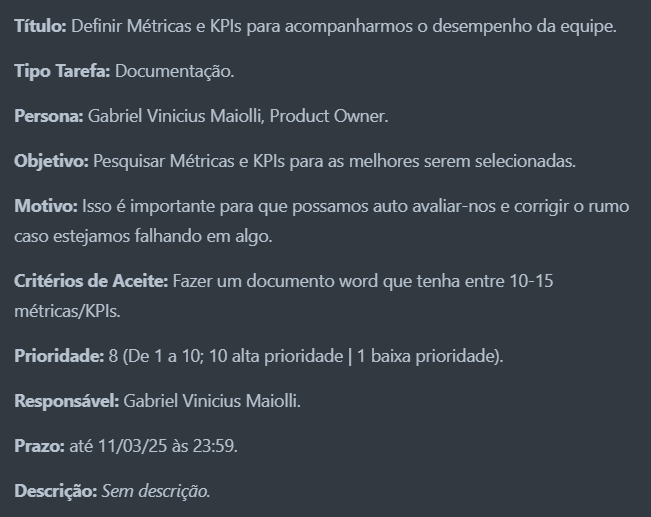 Título: Definir Métricas e KPIs para acompanharmos o desempenho da equipe.
Tipo Tarefa: Documentação.
Persona: Gabriel Vinicius Maiolli, Product Owner.
Objetivo: Pesquisar Métricas e KPIs para as melhores serem selecionadas.
Motivo: Isso é importante para que possamos auto avaliar-nos e corrigir o rumo
caso estejamos falhando em algo.
Critérios de Aceite: Fazer um documento word que tenha entre 10-15
métricas/KPIs.
Prioridade: 8 (De 1 a 10; 10 alta prioridade | 1 baixa prioridade).
Responsável: Gabriel Vinicius Maiolli.
Prazo: até 11/03/25 às 23:59.
Descrição: Sem descrição.